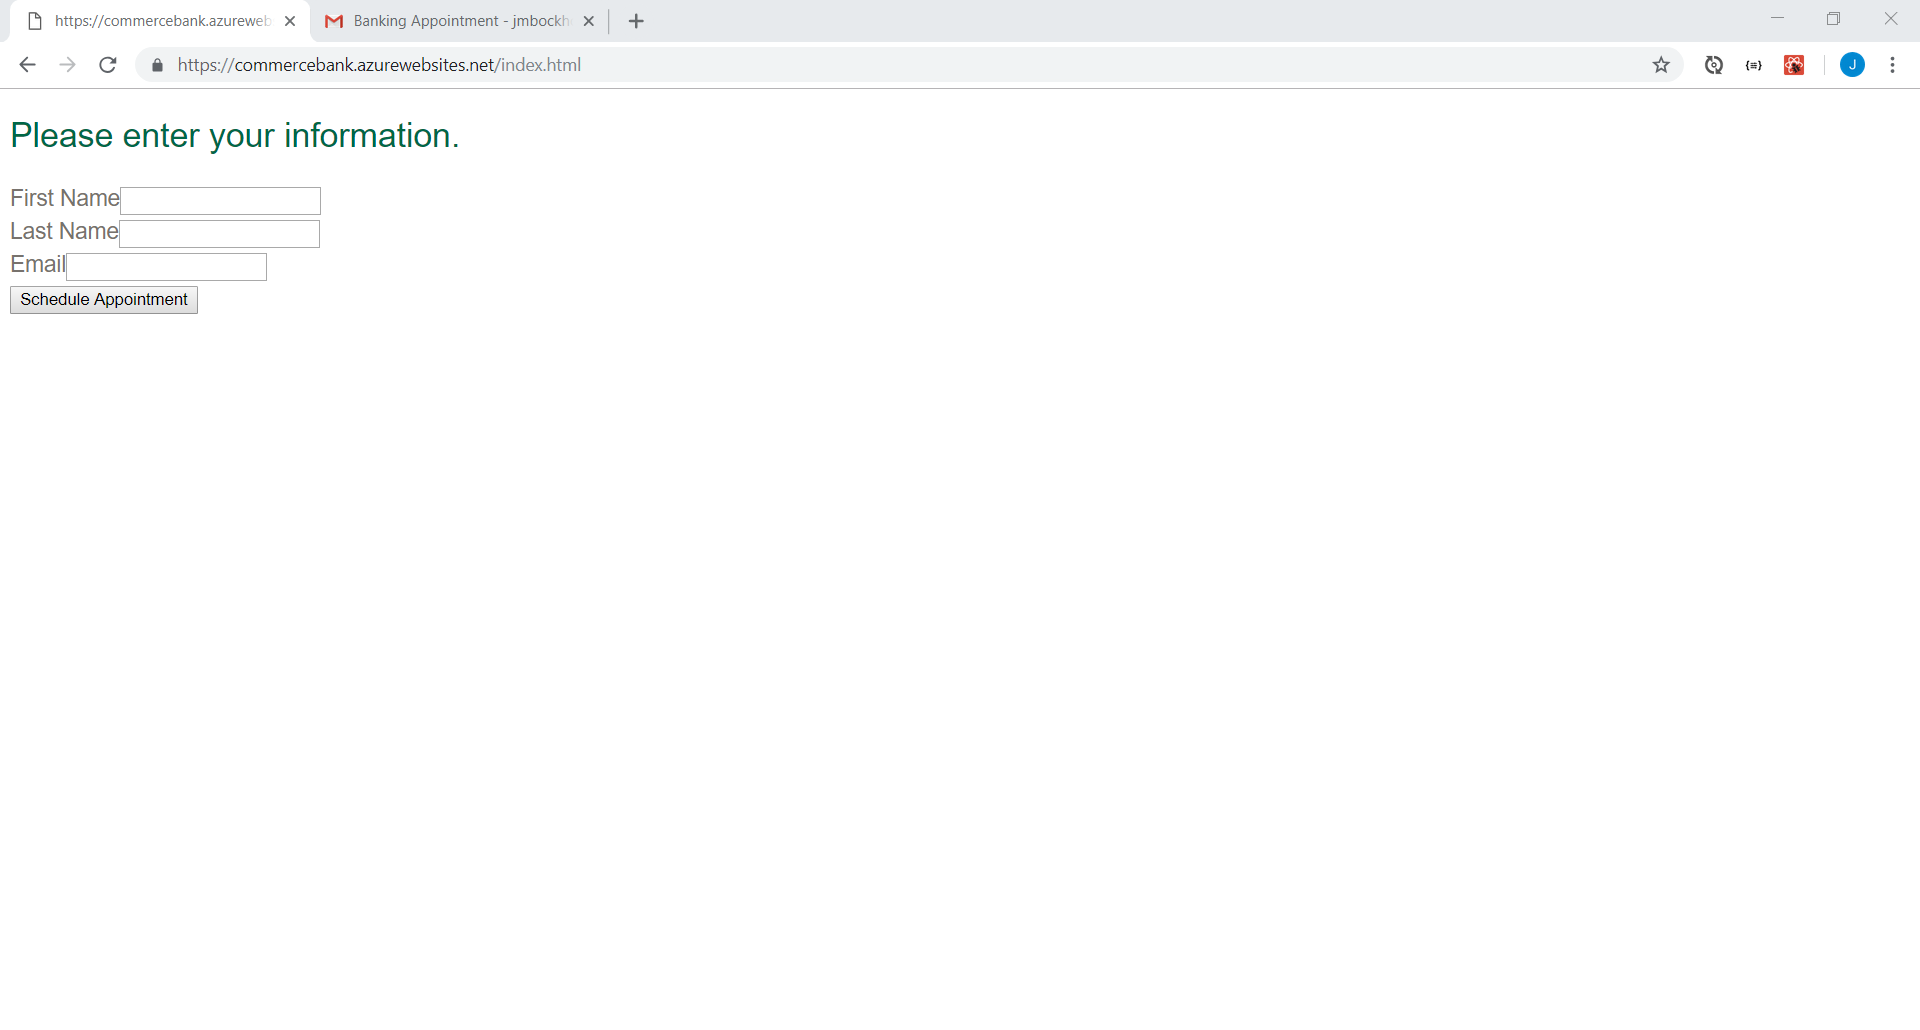 https://commercebank.azureweb
Banking Appointment - jmbockh
https://commercebank.azurewebsites.net/index.html
J
Please enter your information.
First Name
Last Name
Email
Schedule Appointment